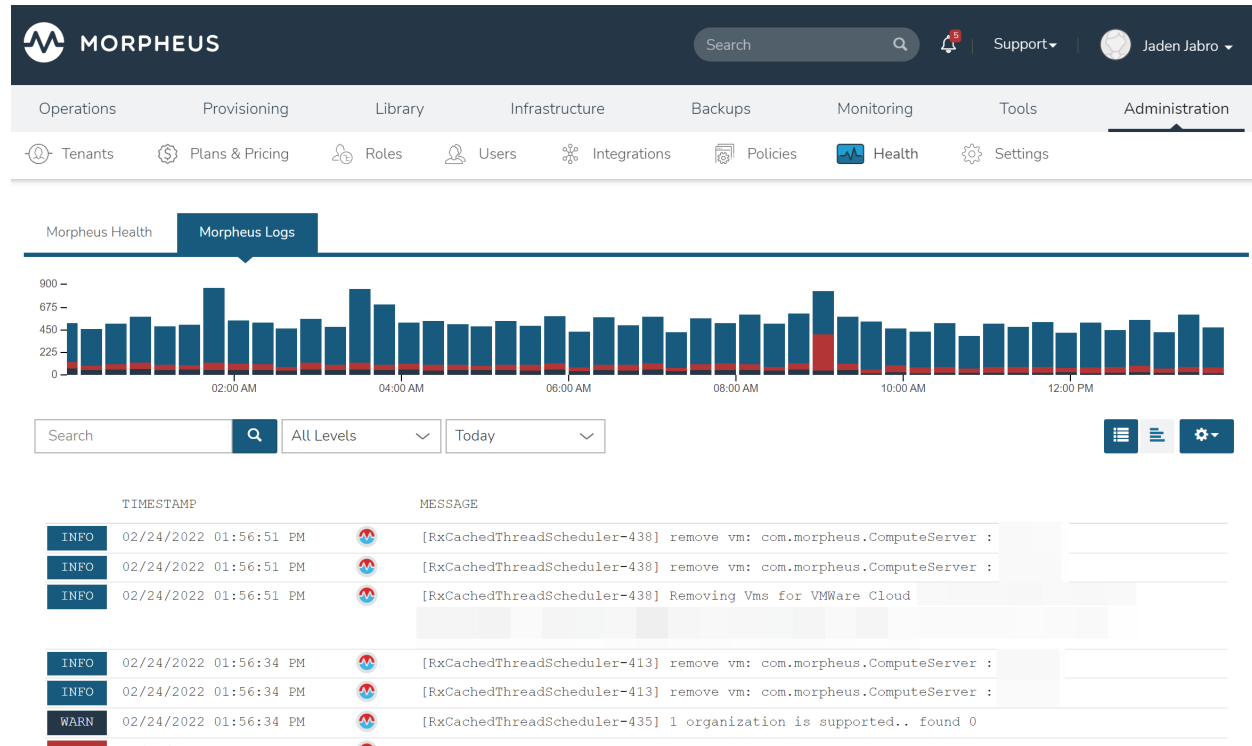 MORPHEUS
Search
5
Support
Jaden Jabro
Operations Provisioning Library Infrastructure Backups Monitoring Tools Administration
Tenants Plans & Pricing Roles Users Integrations Policies Health Settings
Morpheus Health Morpheus Logs
900
675
450
225
0
02:00 AM 04:00 AM 06:00 AM 08:00 AM 10:00 AM 12:00 PM
Search All Levels Today
TIMESTAMP MESSAGE
INFO 02/24/2022 01:56:51 PM [RxCachedThreadScheduler-438] remove vm: com.morpheus.ComputeServer :
INFO 02/24/2022 01:56:51 PM [RxCachedThreadScheduler-438] remove vm: com.morpheus.ComputeServer :
INFO 02/24/2022 01:56:51 PM [RxCachedThreadScheduler-438] Removing Vms for VMWare Cloud
INFO 02/24/2022 01:56:34 PM [RxCachedThreadScheduler-413] remove vm: com.morpheus.ComputeServer :
INFO 02/24/2022 01:56:34 PM [RxCachedThreadScheduler-413] remove vm: com.morpheus.ComputeServer :
WARN 02/24/2022 01:56:34 PM [RxCachedThreadScheduler-435] 1 organization is supported.. found 0